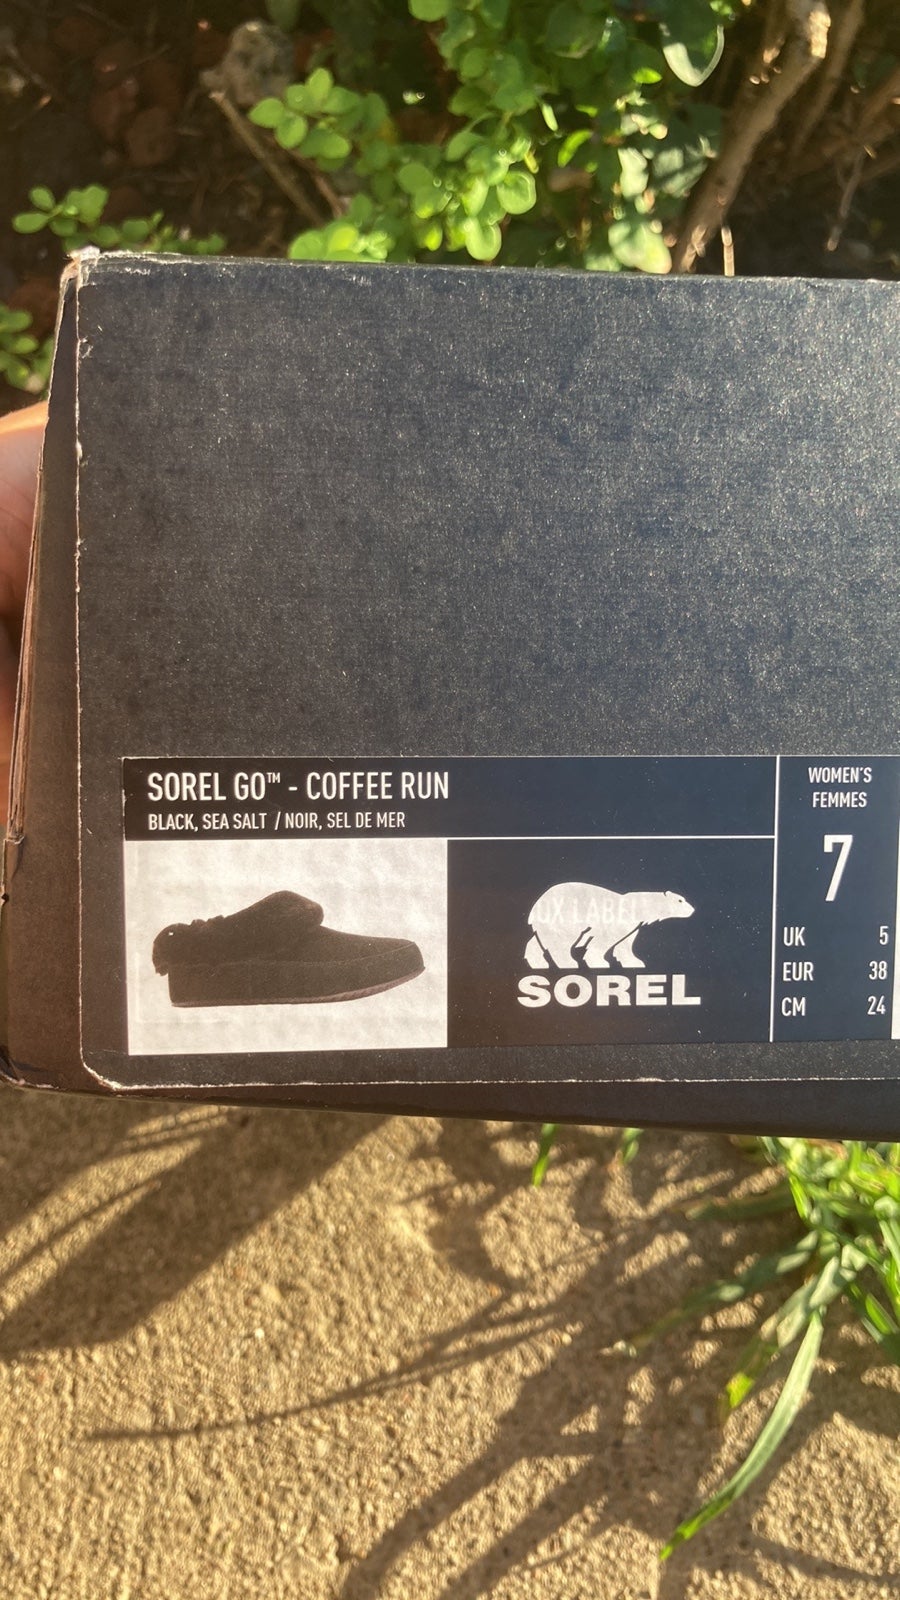 SOREL GO™ - COFFEE RUN
BLACK, SEA SALT / NOIR, SEL DE MER
WOMEN'S
FEMMES
7
UK 5
EUR 38
CM 24
LABEL
SOREL